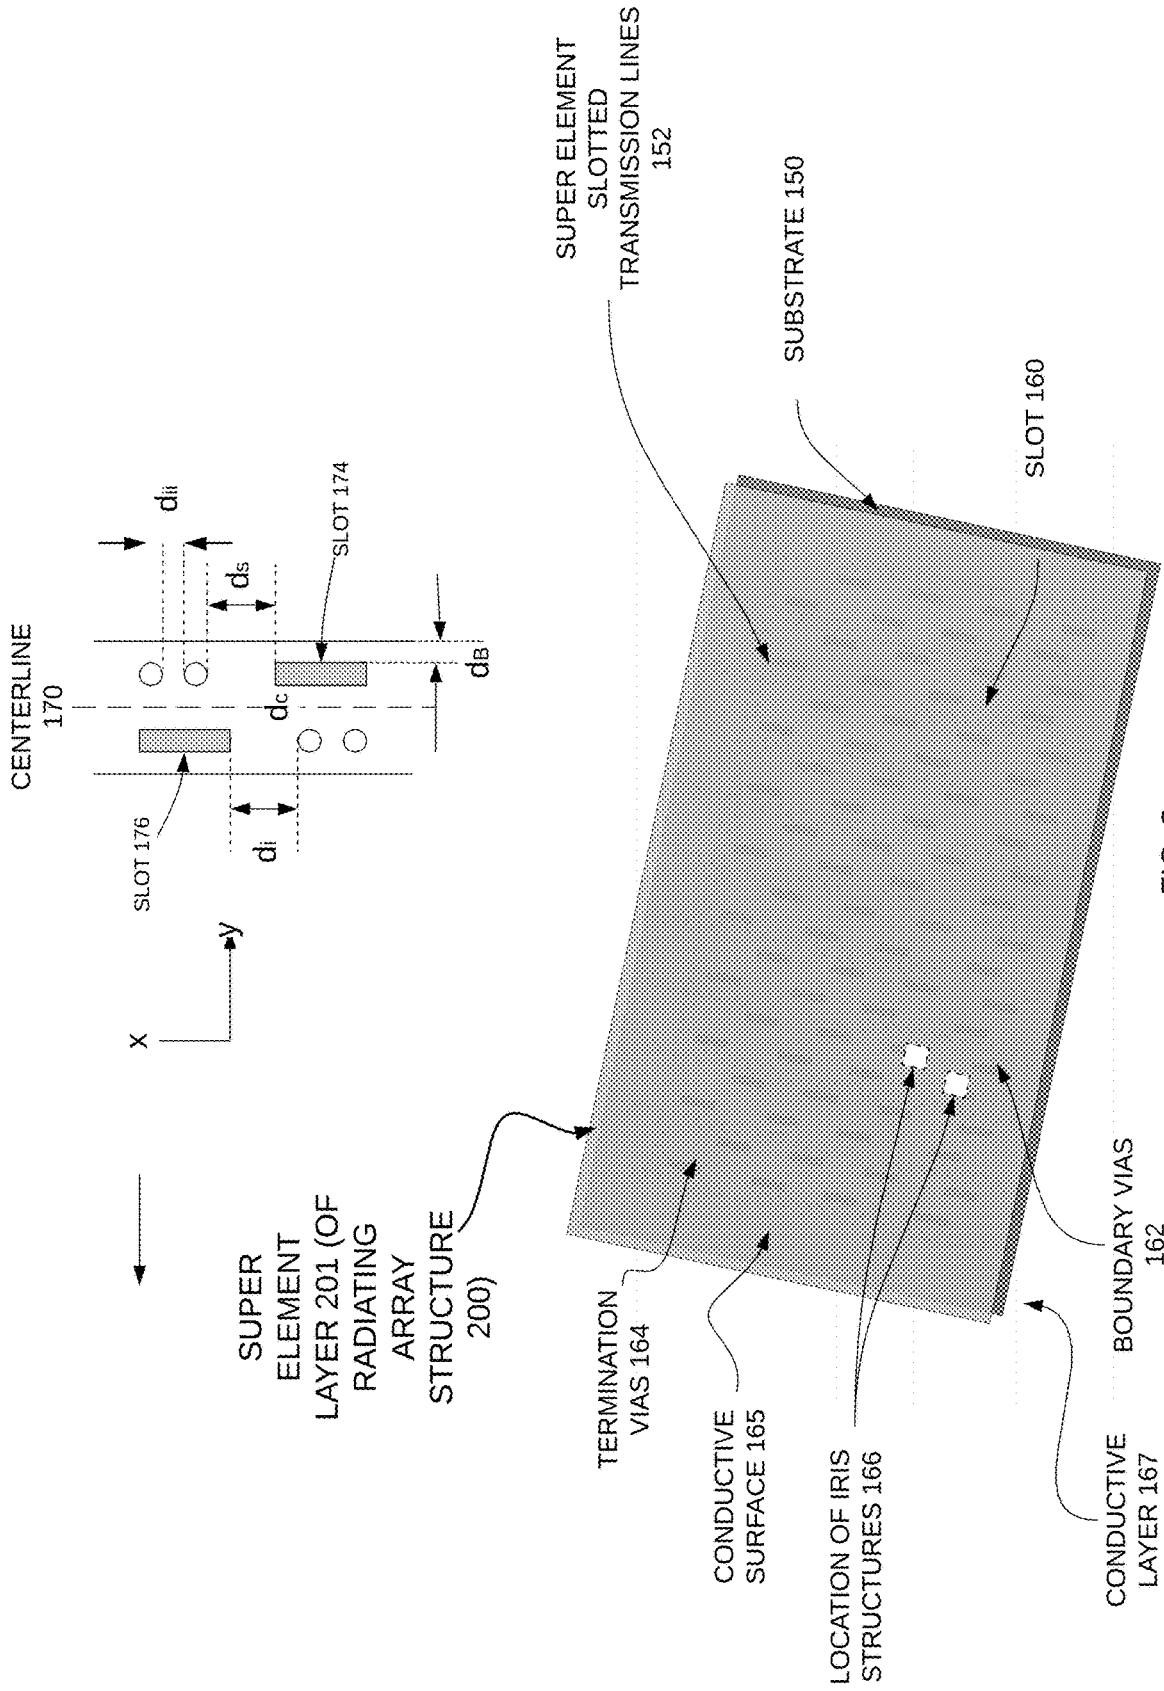 SUPER
ELEMENT
LAYER 201 (OF
RADIATING
ARRAY
STRUCTURE
200)
x
y
CENTERLINE
170
SLOT 176
SLOT 174
di
dc
ds
dii
dB
TERMINATION
VIAS 164
CONDUCTIVE
SURFACE 165
LOCATION OF IRIS
STRUCTURES 166
CONDUCTIVE
LAYER 167
BOUNDARY VIAS
162
SUPER ELEMENT
SLOTTED
TRANSMISSION LINES
152
SUBSTRATE 150
SLOT 160